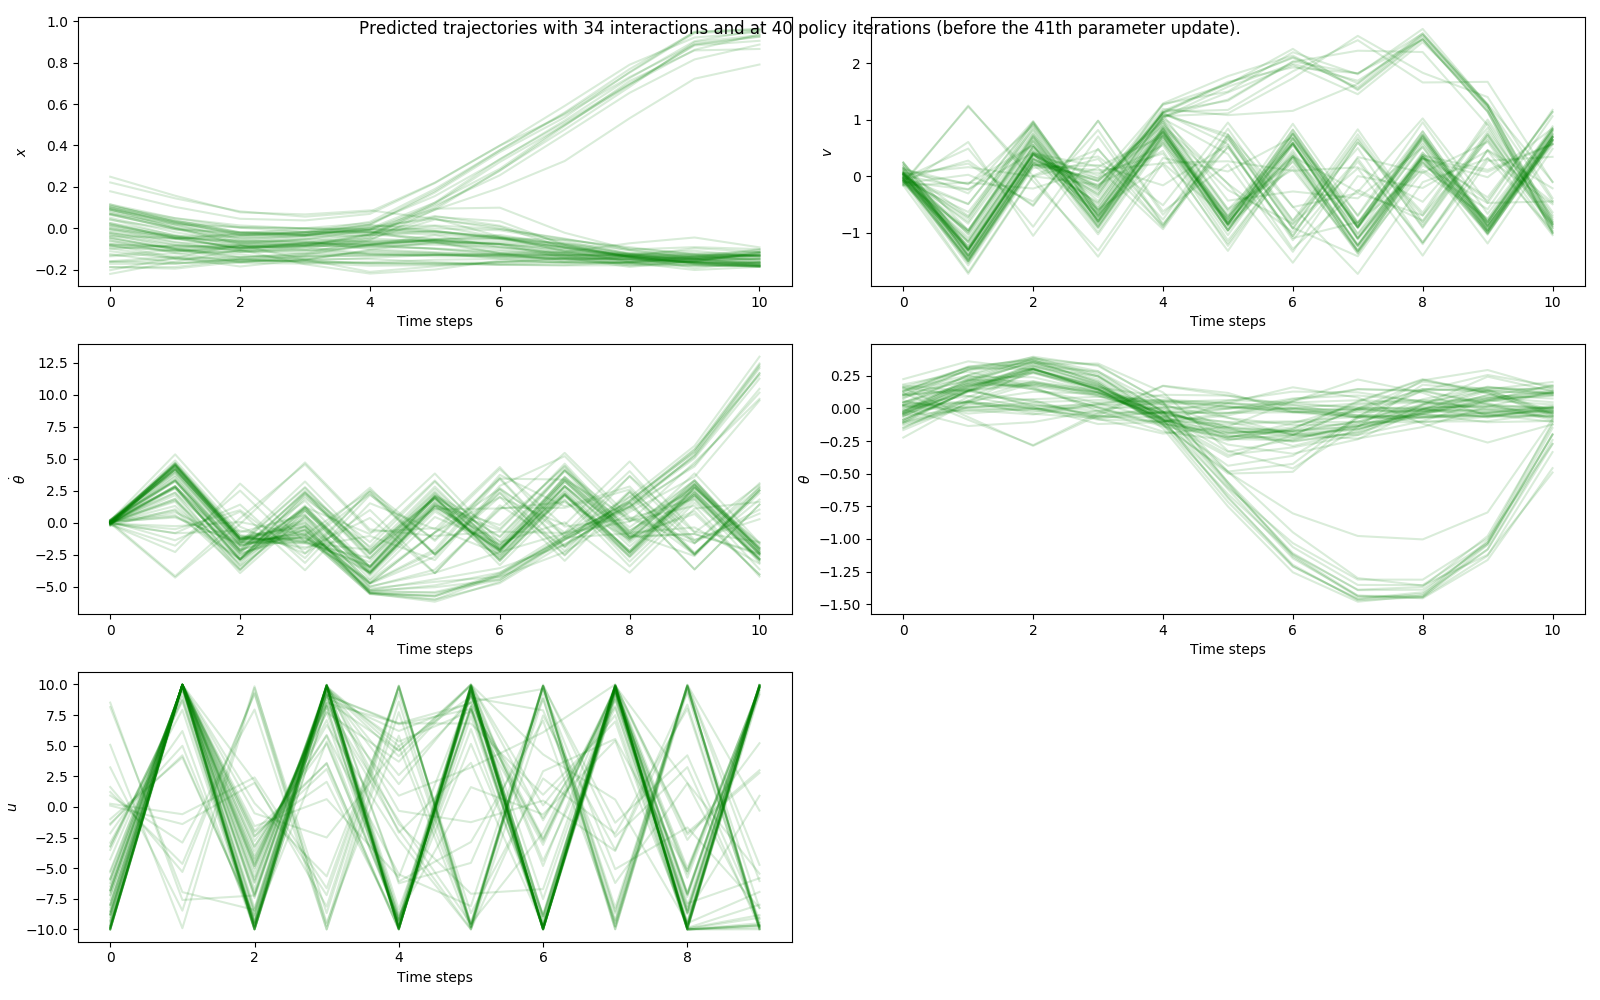 Predicted trajectories with 34 interactions and at 40 policy iterations (before the 41th parameter update).
1.0
0.8
0.6
0.4
0.2
0.0
−0.2
x
0 2 4 6 8 10
Time steps
2
1
0
−1
v
0 2 4 6 8 10
Time steps
12.5
10.0
7.5
5.0
2.5
0.0
−2.5
−5.0
θ̇
0 2 4 6 8 10
Time steps
0.25
0.00
−0.25
−0.50
−0.75
−1.00
−1.25
−1.50
θ
0 2 4 6 8 10
Time steps
10.0
7.5
5.0
2.5
0.0
−2.5
−5.0
−7.5
−10.0
u
0 2 4 6 8
Time steps